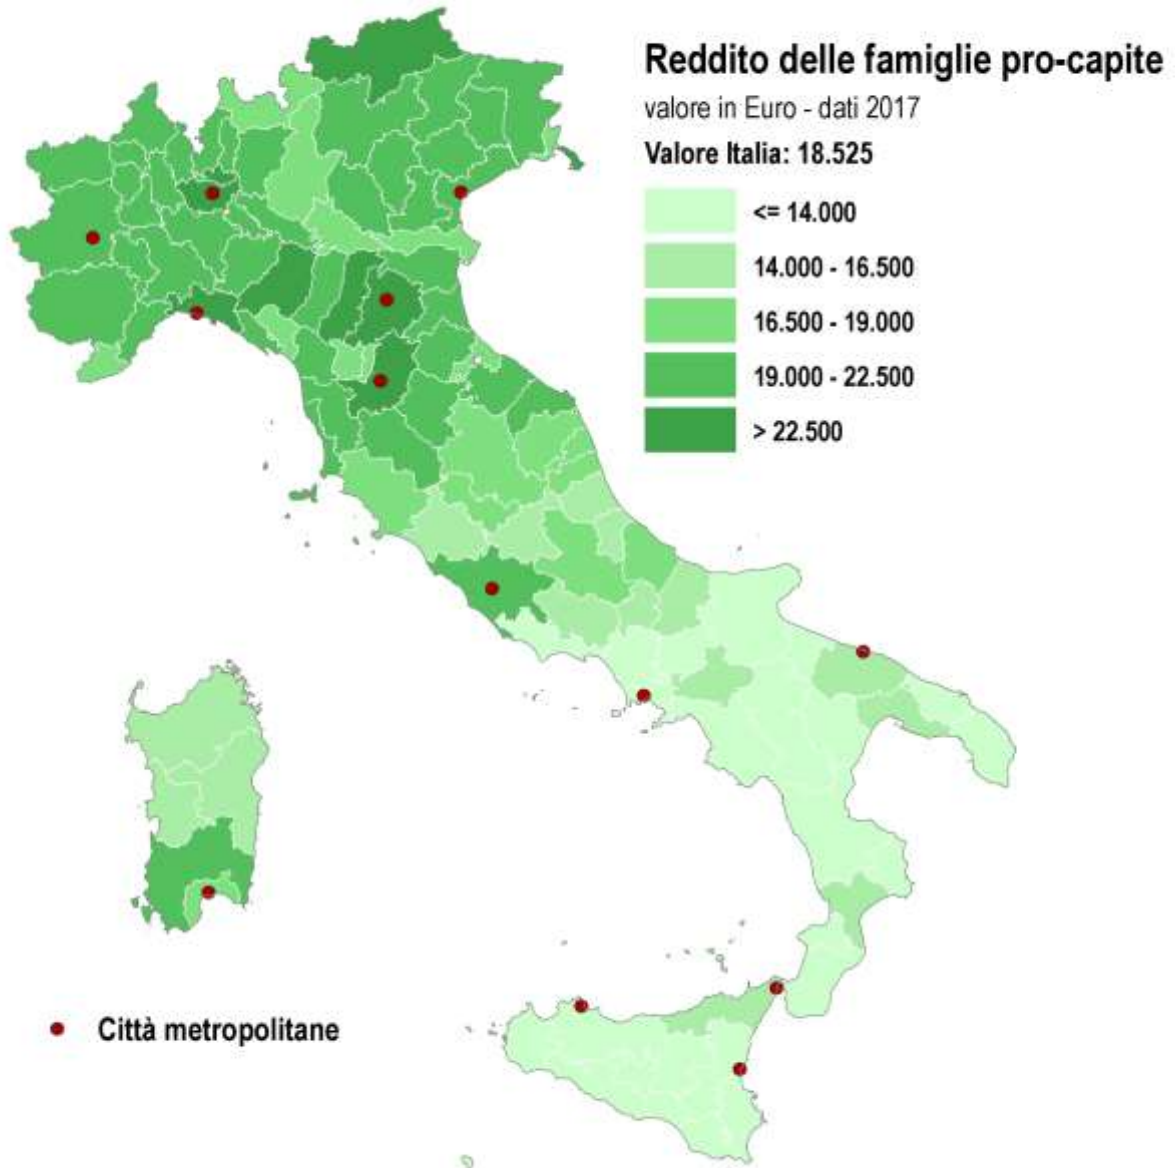 Reddito delle famiglie pro-capite
valore in Euro - dati 2017
Valore Italia: 18.525
<= 14.000
14.000 - 16.500
16.500 - 19.000
19.000 - 22.500
> 22.500
Città metropolitane